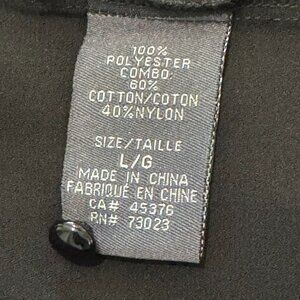 100%
POLYESTER
COMBO:
60%
COTTON/COTON
40%NYLON
SIZE/TAILLE
L/G
MADE IN CHINA
FABRIQUÉ EN CHINE
CA# 45376
RN# 73023